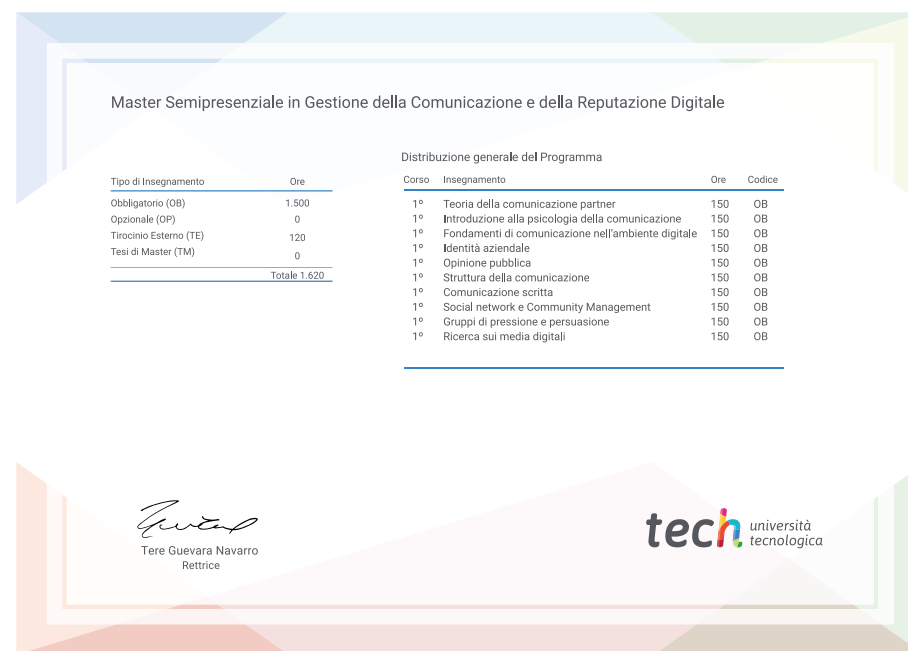 Master Semipresenziale in Gestione della Comunicazione e della Reputazione Digitale
Tipo di Insegnamento Ore
Obbligatorio (OB) 1.500
Opzionale (OP) 0
Tirocinio Esterno (TE) 120
Tesi di Master (TM) 0
Totale 1.620
Distribuzione generale del Programma
Corso Insegnamento Ore Codice
1º Teoria della comunicazione partner 150 OB
1º Introduzione alla psicologia della comunicazione 150 OB
1º Fondamenti di comunicazione nell'ambiente digitale 150 OB
1º Identità aziendale 150 OB
1º Opinione pubblica 150 OB
1º Struttura della comunicazione 150 OB
1º Comunicazione scritta 150 OB
1º Social network e Community Management 150 OB
1º Gruppi di pressione e persuasione 150 OB
1º Ricerca sui media digitali 150 OB
Tere Guevara Navarro
Rettrice
tech università
tecnologica